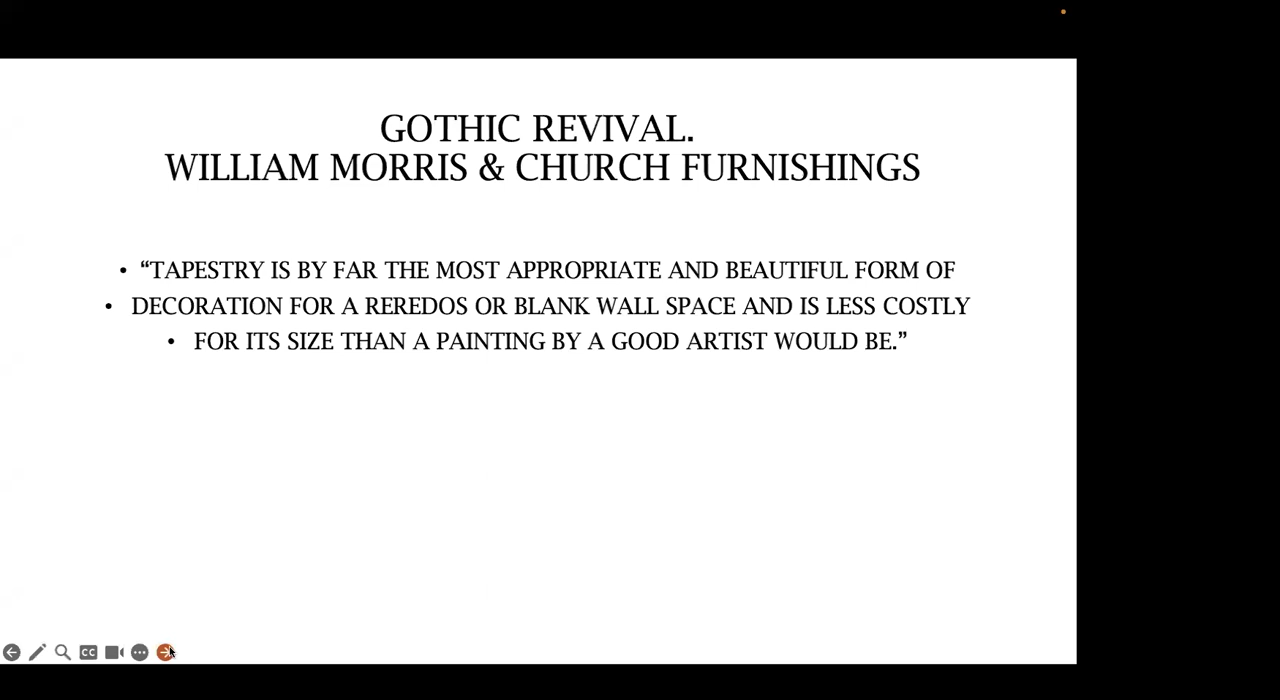 GOTHIC REVIVAL.
WILLIAM MORRIS & CHURCH FURNISHINGS
• “TAPESTRY IS BY FAR THE MOST APPROPRIATE AND BEAUTIFUL FORM OF
• DECORATION FOR A REREDOS OR BLANK WALL SPACE AND IS LESS COSTLY
• FOR ITS SIZE THAN A PAINTING BY A GOOD ARTIST WOULD BE.”
CC